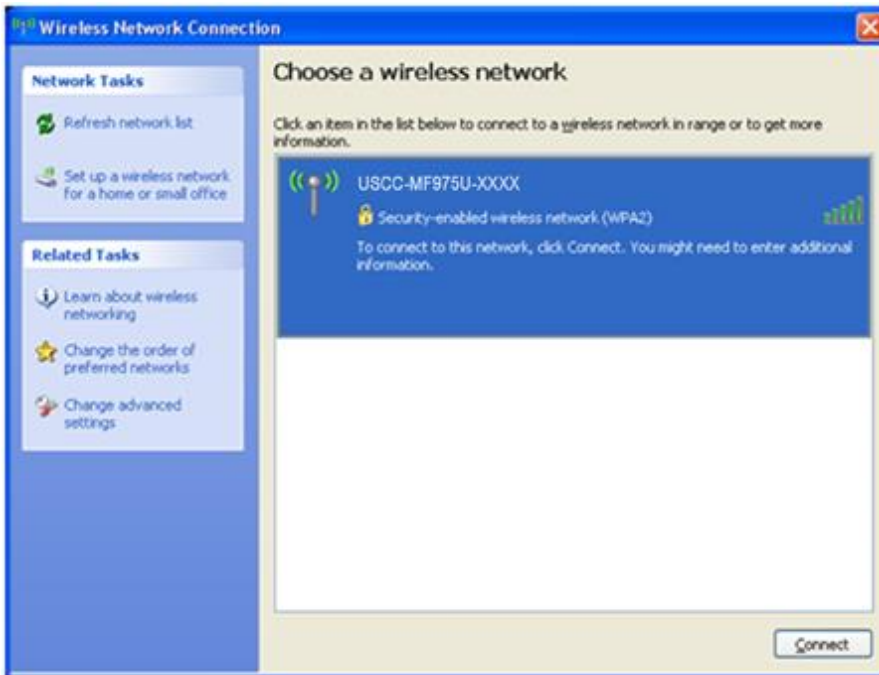 Wireless Network Connection
Network Tasks
Refresh network list
Set up a wireless network
for a home or small office
Related Tasks
Learn about wireless
networking
Change the order of
preferred networks
Change advanced
settings
Choose a wireless network
Click an item in the list below to connect to a wireless network in range or to get more
information.
USCC-MF975U-XXXX
Security-enabled wireless network (WPA2)
To connect to this network, click Connect. You might need to enter additional
information.
Connect